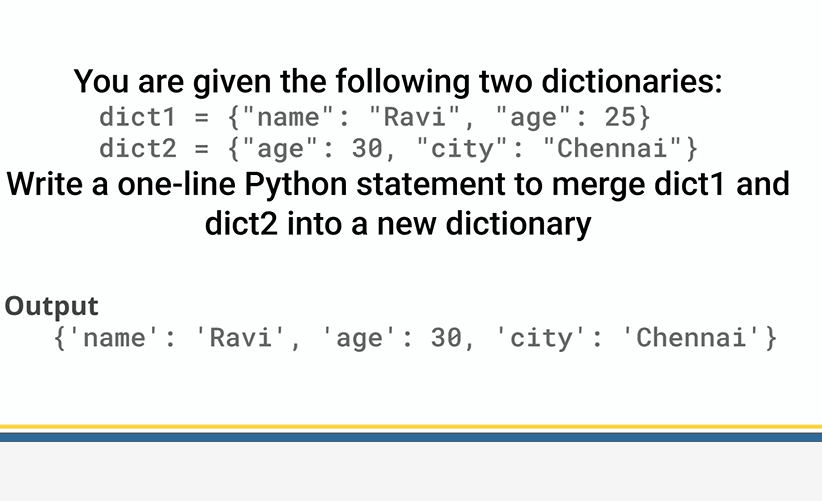 You are given the following two dictionaries:
dict1 = {"name": "Ravi", "age": 25}
dict2 = {"age": 30, "city": "Chennai"}
Write a one-line Python statement to merge dict1 and
dict2 into a new dictionary
Output
{'name': 'Ravi', 'age': 30, 'city': 'Chennai'}